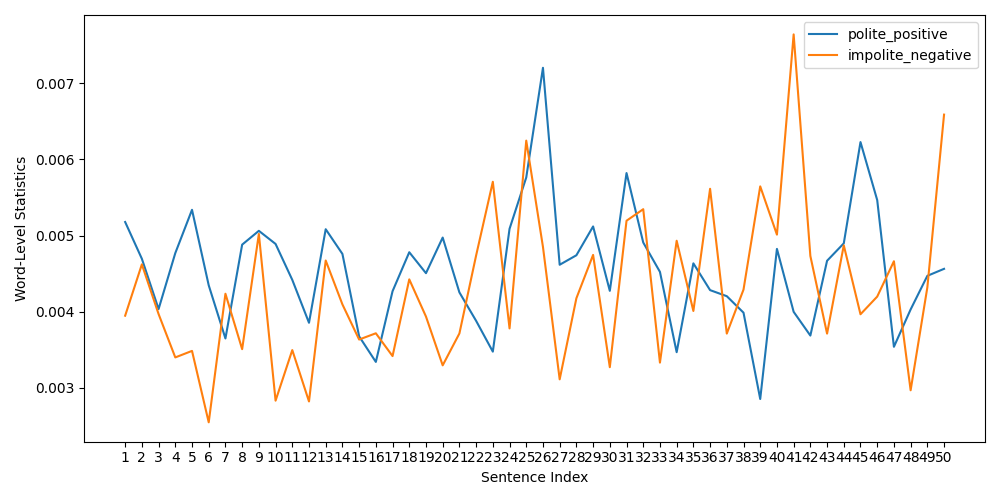 polite_positive
impolite_negative
0.007
0.006
0.005
0.004
0.003
Word-Level Statistics
1 2 3 4 5 6 7 8 9 10 11 12 13 14 15 16 17 18 19 20 21 22 23 24 25 26 27 28 29 30 31 32 33 34 35 36 37 38 39 40 41 42 43 44 45 46 47 48 49 50
Sentence Index